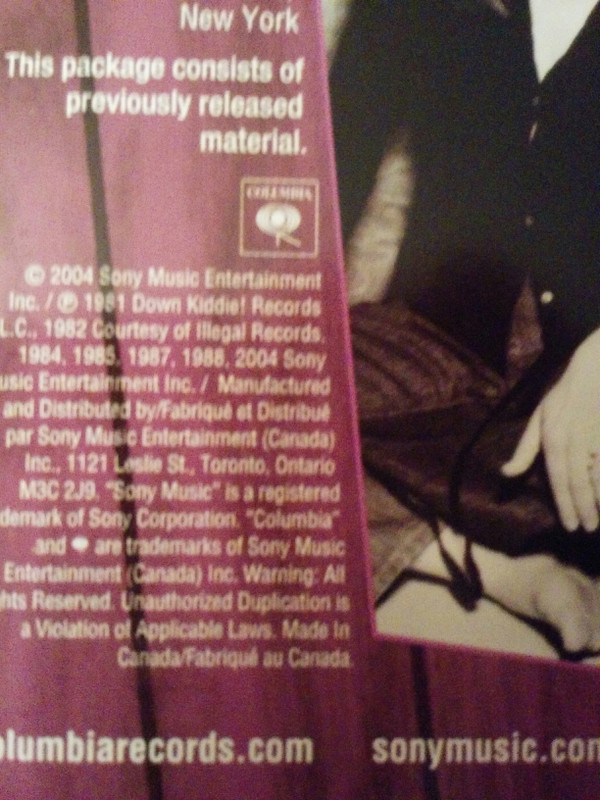 New York
This package consists of
previously released
material.
COLUMBIA
© 2004 Sony Music Entertainment
Inc. / ℗ 1981 Down Kiddie! Records
L.C., 1982 Courtesy of Illegal Records,
1984, 1985, 1987, 1988, 2004 Sony
usic Entertainment Inc. / Manufactured
and Distributed by/Fabriqué et Distribué
par Sony Music Entertainment (Canada)
Inc., 1121 Leslie St., Toronto, Ontario
M3C 2J9. "Sony Music" is a registered
demark of Sony Corporation. "Columbia"
and are trademarks of Sony Music
Entertainment (Canada) Inc. Warning: All
hts Reserved. Unauthorized Duplication is
a Violation of Applicable Laws. Made In
Canada/Fabriqué au Canada.
olumbiarecords.com
sonymusic.com